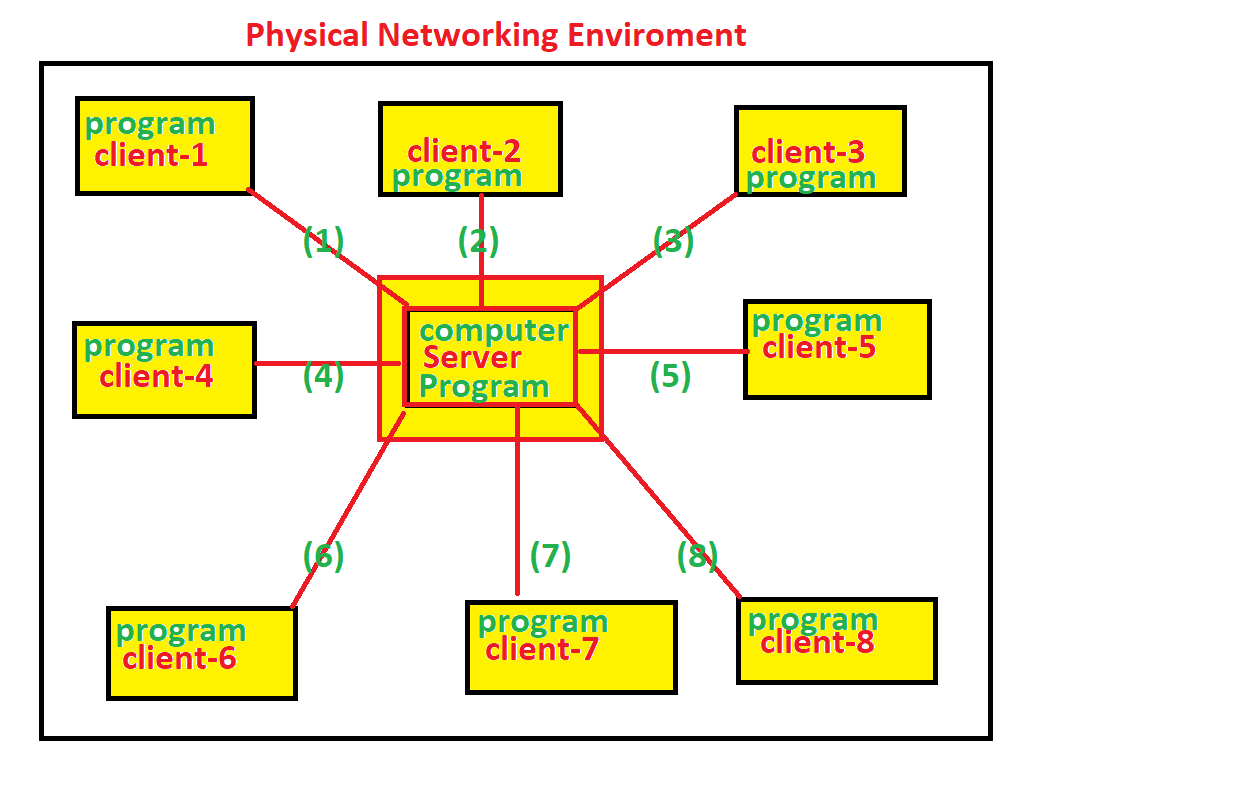 Physical Networking Enviroment
program
client-1
client-2
program
client-3
program
(1)
(2)
(3)
program
client-4
(4)
computer
Server
Program
(5)
program
client-5
(6)
(7)
(8)
program
client-6
program
client-7
program
client-8